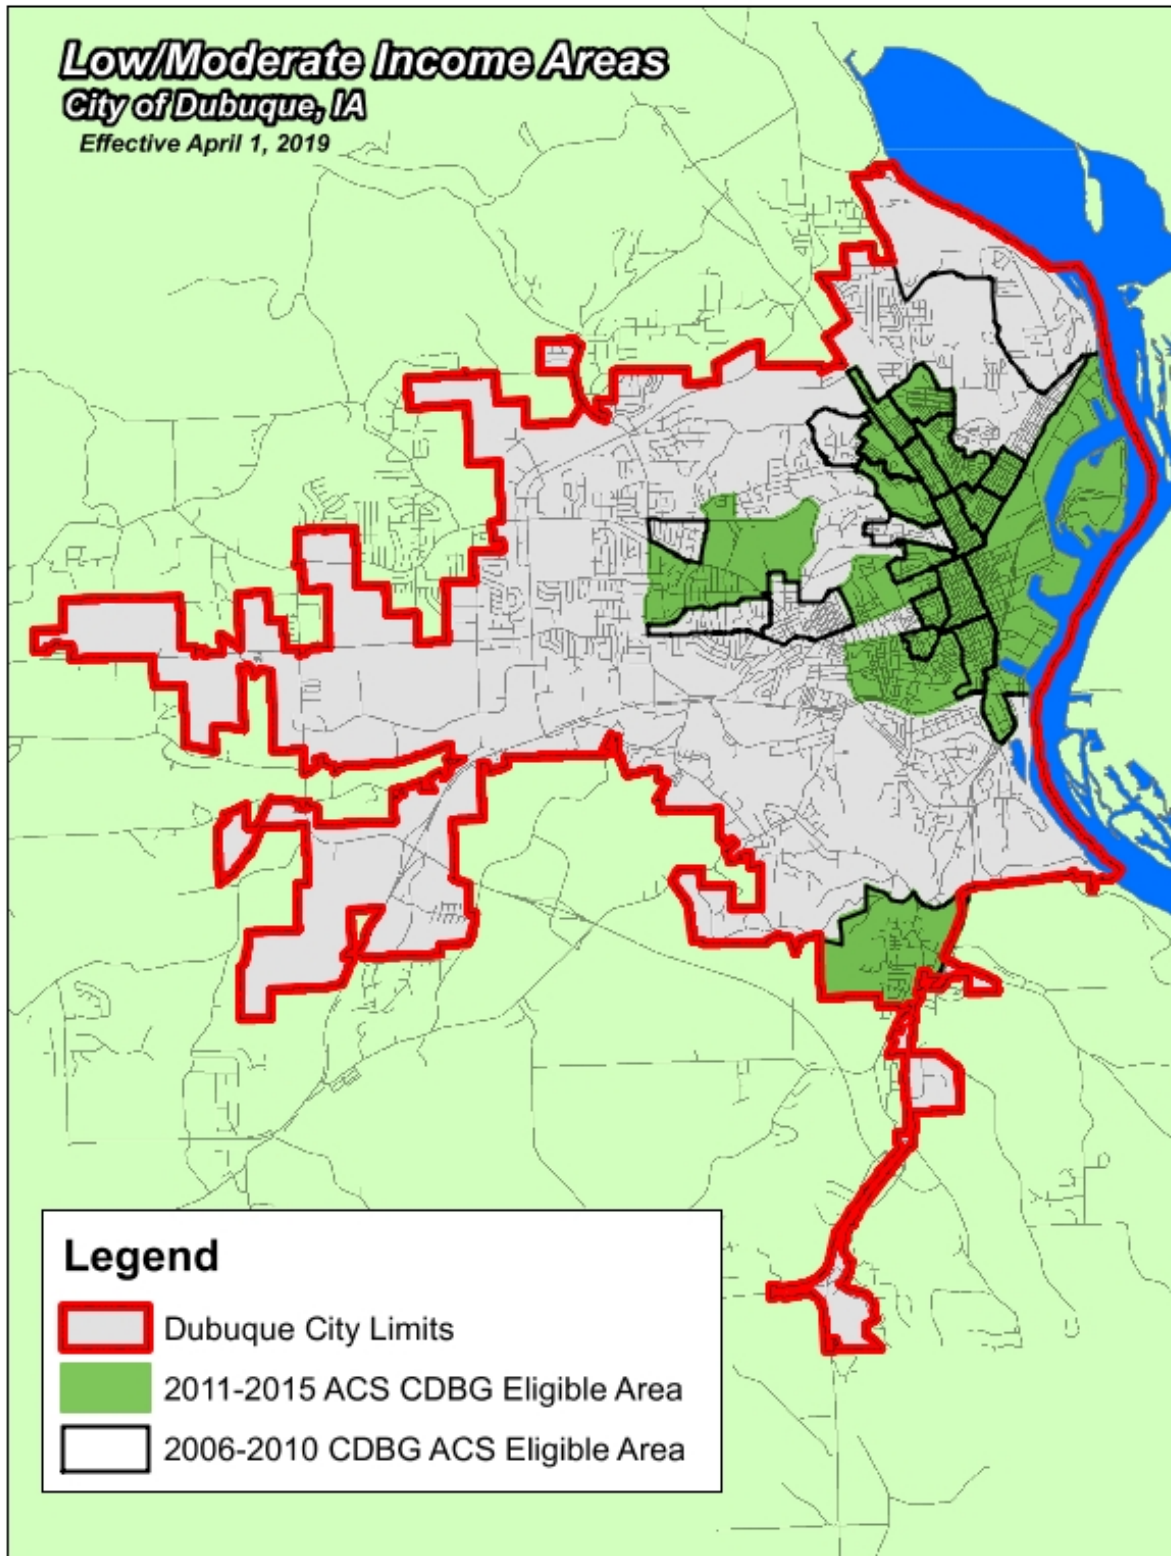 Low/Moderate Income Areas
City of Dubuque, IA
Effective April 1, 2019
Legend
Dubuque City Limits
2011-2015 ACS CDBG Eligible Area
2006-2010 CDBG ACS Eligible Area